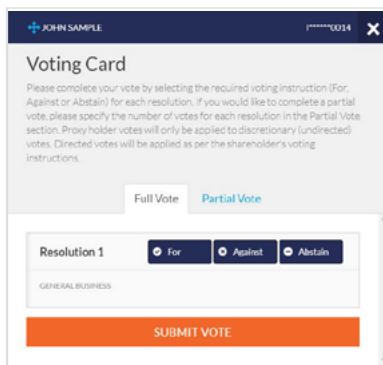 JOHN SAMPLE
I******0014
Voting Card
Please complete your vote by selecting the required voting instruction (For,
Against or Abstain) for each resolution. If you would like to complete a partial
vote, please specify the number of votes for each resolution in the Partial Vote
section. Proxy holder votes will only be applied to discretionary (undirected)
votes. Directed votes will be applied as per the shareholder's voting
instructions.
Full Vote
Partial Vote
Resolution 1
For
Against
Abstain
GENERAL BUSINESS
SUBMIT VOTE